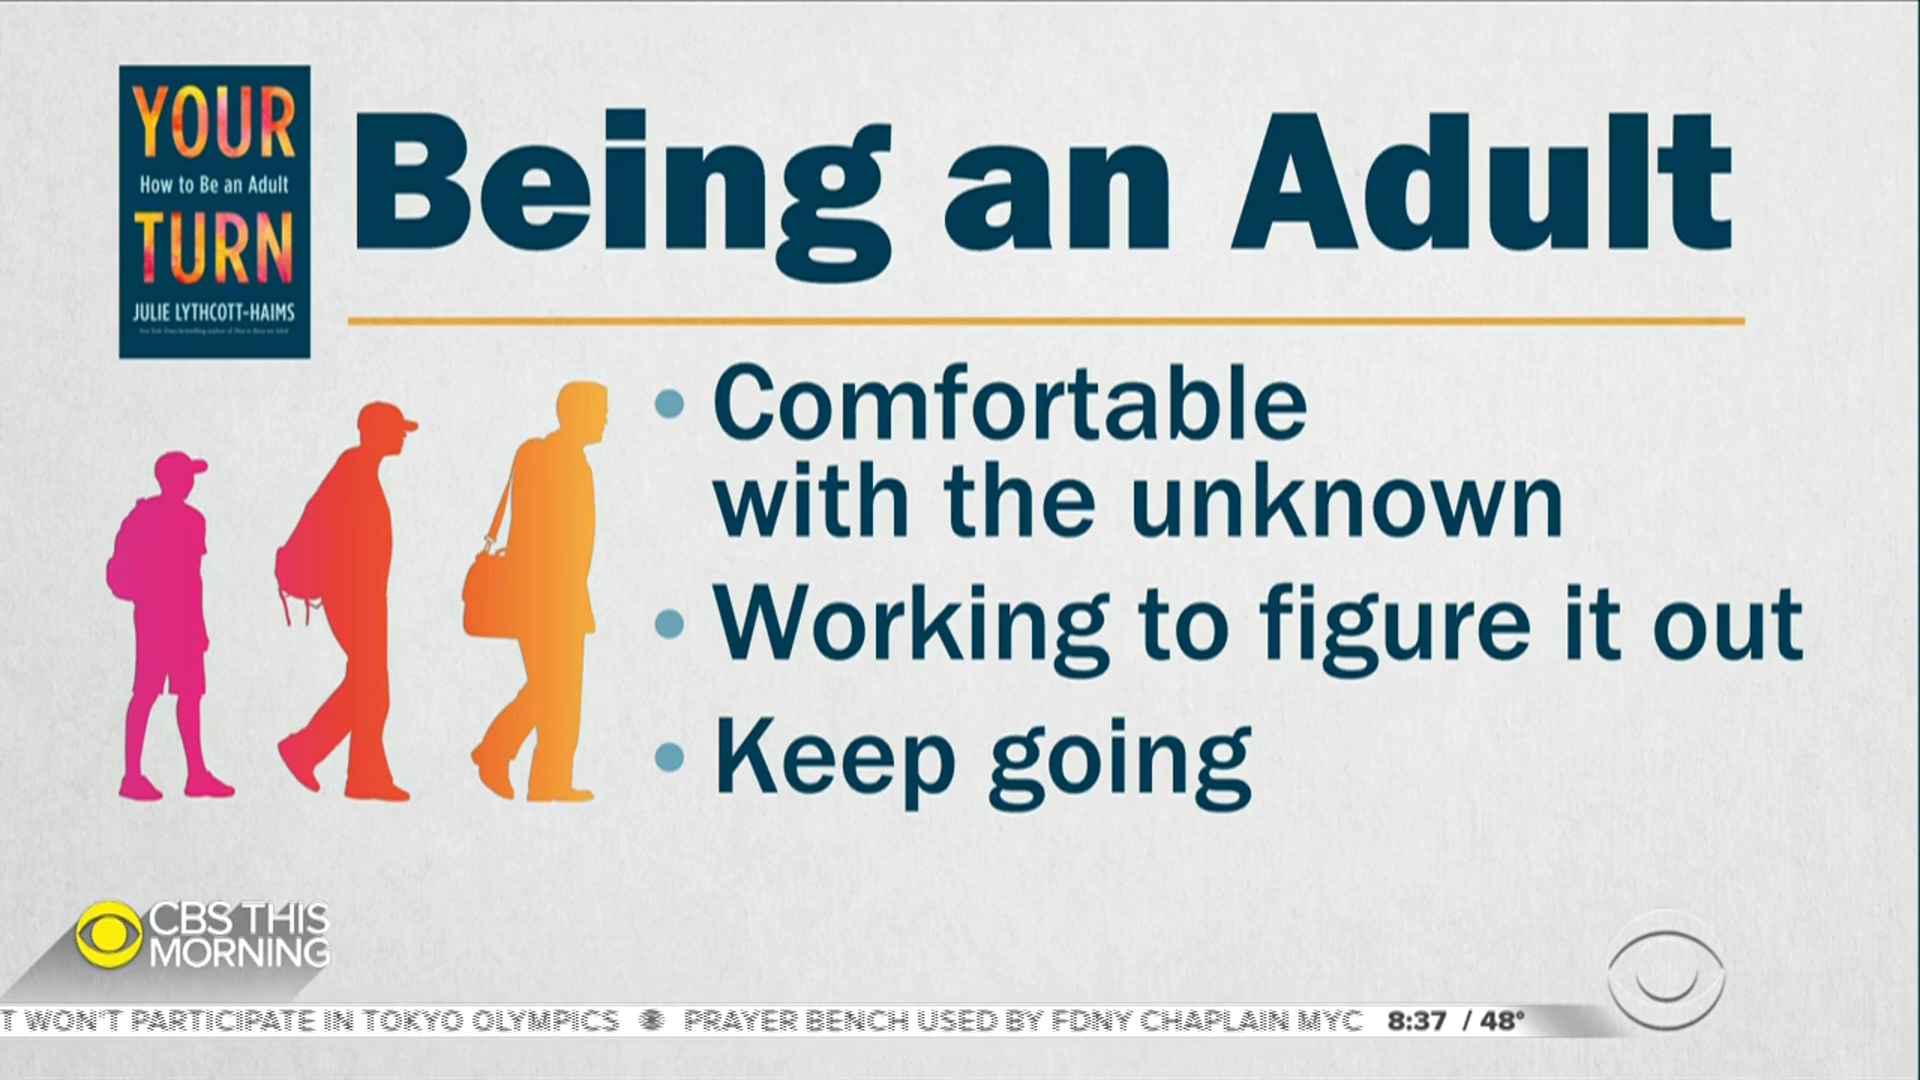 YOUR
How to Be an Adult
TURN
JULIE LYTHCOTT-HAIMS
Being an Adult
• Comfortable
with the unknown
• Working to figure it out
• Keep going
CBS THIS
MORNING
T WON'T PARTICIPATE IN TOKYO OLYMPICS PRAYER BENCH USED BY FDNY CHAPLAIN MYC 8:37 / 48°